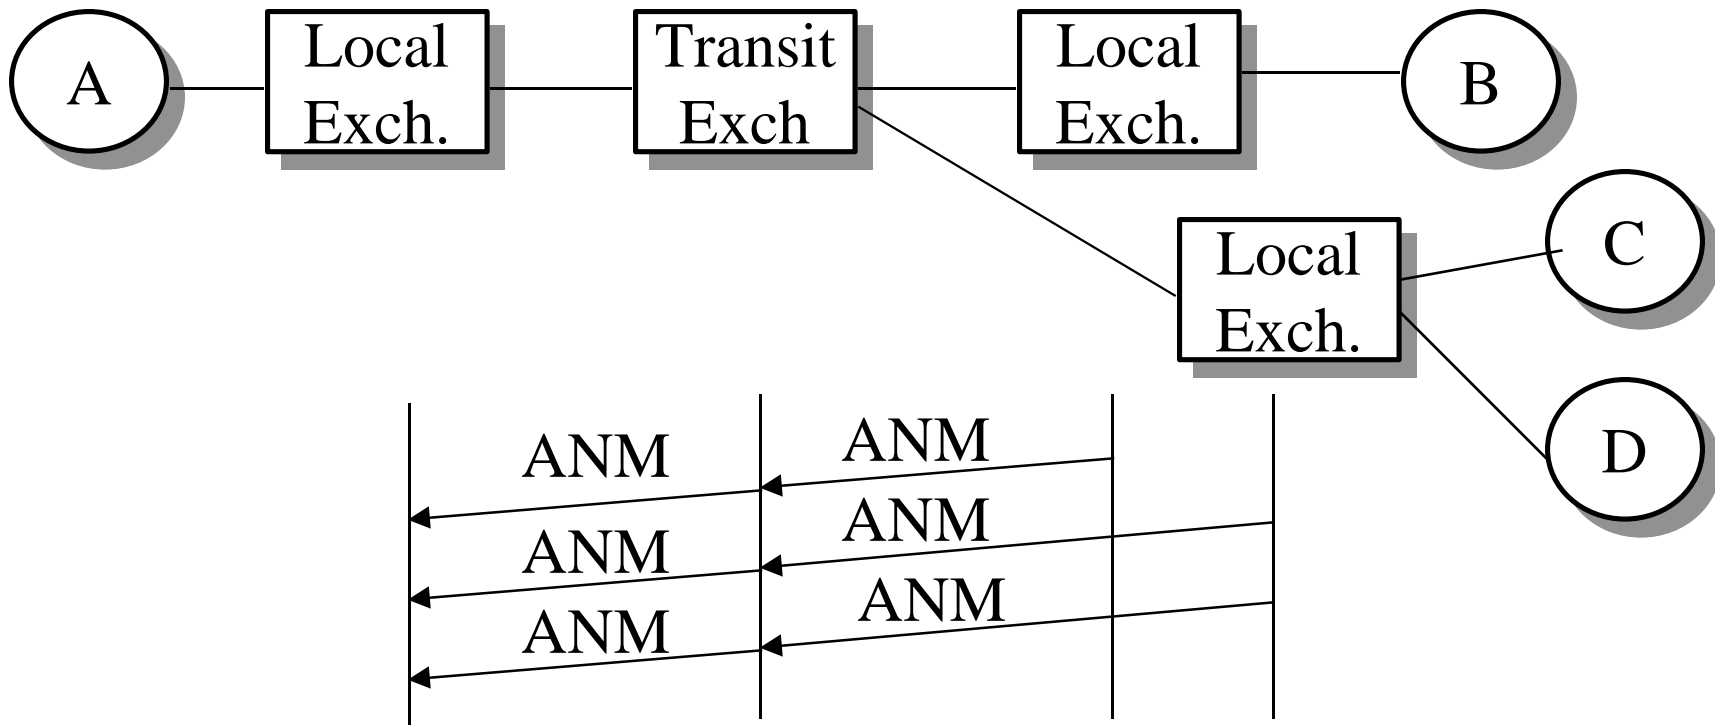 A
Local
Exch.
Transit
Exch
Local
Exch.
B
C
Local
Exch.
D
ANM
ANM
ANM
ANM
ANM
ANM